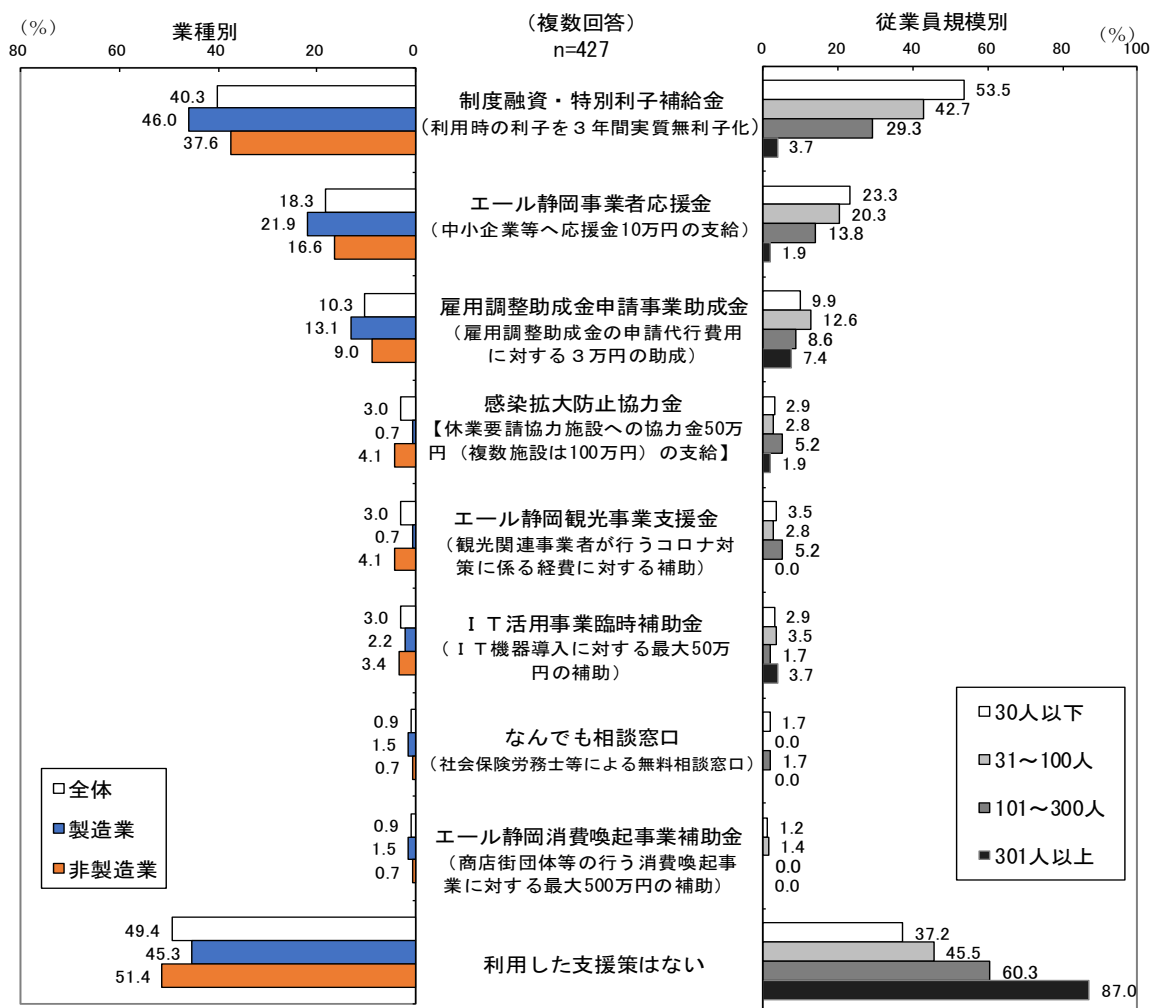 業種別
(複数回答)
n=427
従業員規模別
(%)
80
60
40
20
0
0
20
40
60
80
100
(%)
40.3
46.0
37.6
制度融資・特別利子補給金
(利用時の利子を3年間実質無利子化)
53.5
42.7
29.3
3.7
18.3
21.9
16.6
エール静岡事業者応援金
(中小企業等へ応援金10万円の支給)
23.3
20.3
13.8
1.9
10.3
13.1
9.0
雇用調整助成金申請事業助成金
(雇用調整助成金の申請代行費用
に対する3万円の助成)
9.9
12.6
8.6
7.4
3.0
0.7
4.1
感染拡大防止協力金
【休業要請協力施設への協力金50万
円(複数施設は100万円)の支給】
2.9
2.8
5.2
1.9
3.0
0.7
4.1
エール静岡観光事業支援金
(観光関連事業者が行うコロナ対
策に係る経費に対する補助)
3.5
2.8
5.2
0.0
3.0
2.2
3.4
IT活用事業臨時補助金
(IT機器導入に対する最大50万
円の補助)
2.9
3.5
1.7
3.7
0.9
1.5
0.7
なんでも相談窓口
(社会保険労務士等による無料相談窓口)
1.7
0.0
1.7
0.0
0.9
1.5
0.7
エール静岡消費喚起事業補助金
(商店街団体等の行う消費喚起事
業に対する最大500万円の補助)
1.2
1.4
0.0
0.0
49.4
45.3
51.4
利用した支援策はない
37.2
45.5
60.3
87.0
全体
製造業
非製造業
30人以下
31~100人
101~300人
301人以上